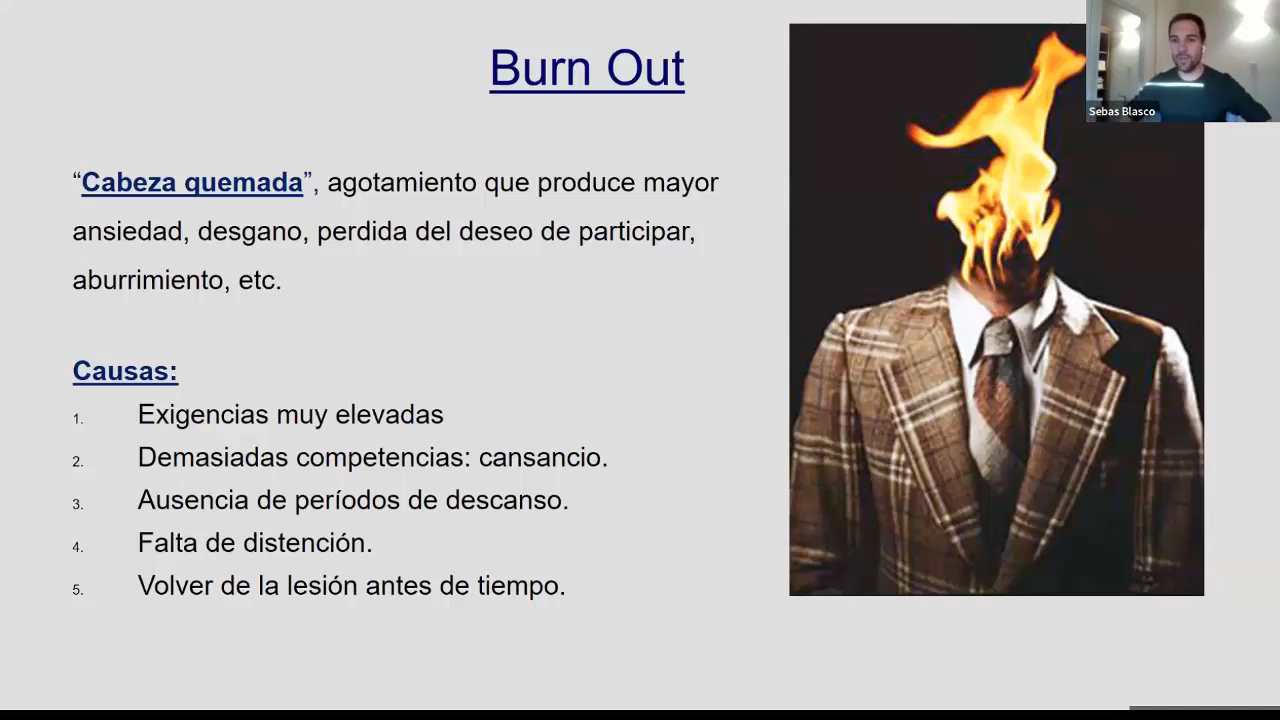 Burn Out
Sebas Blasco
“Cabeza quemada”, agotamiento que produce mayor
ansiedad, desgano, perdida del deseo de participar,
aburrimiento, etc.
Causas:
1. Exigencias muy elevadas
2. Demasiadas competencias: cansancio.
3. Ausencia de períodos de descanso.
4. Falta de distención.
5. Volver de la lesión antes de tiempo.